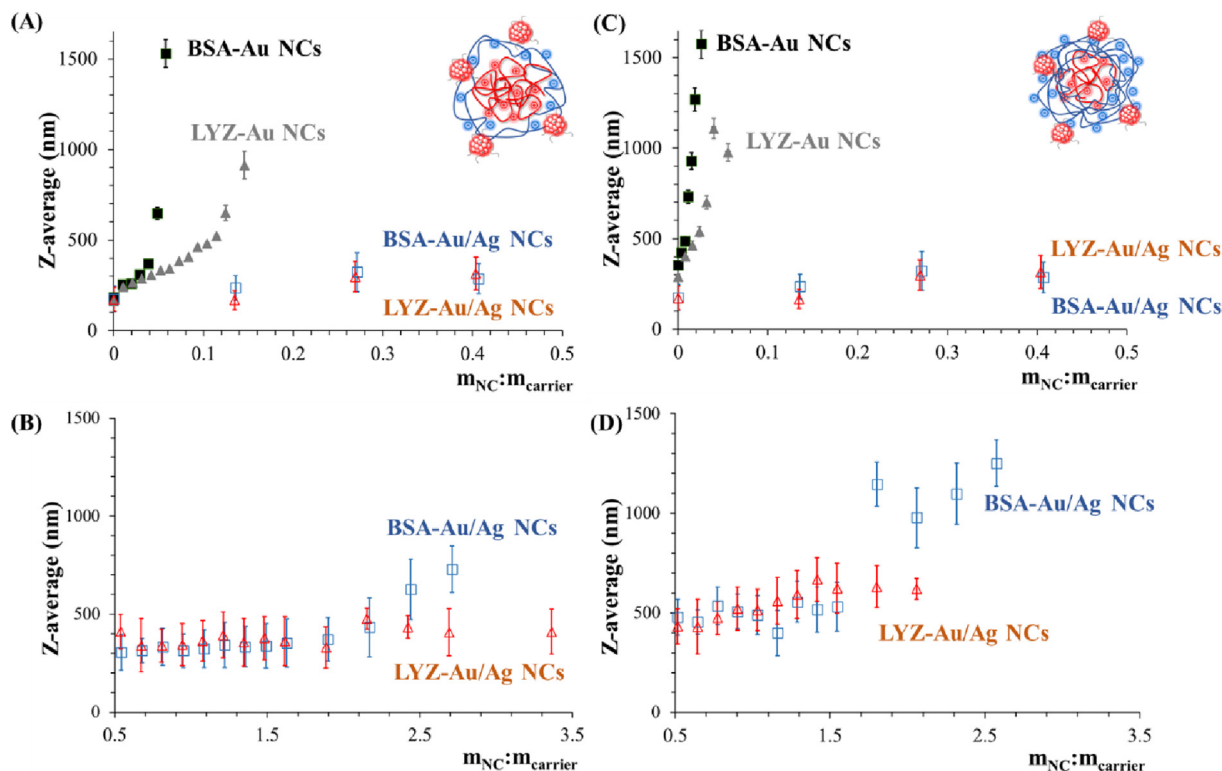 (A)
BSA-Au NCs
LYZ-Au NCs
BSA-Au/Ag NCs
LYZ-Au/Ag NCs
Z-average (nm)
1500
1000
500
0
0 0.1 0.2 0.3 0.4 0.5
mNC:mcarrier
(C)
BSA-Au NCs
LYZ-Au NCs
LYZ-Au/Ag NCs
BSA-Au/Ag NCs
Z-average (nm)
1500
1000
500
0
0 0.1 0.2 0.3 0.4 0.5
mNC:mcarrier
(B)
BSA-Au/Ag NCs
LYZ-Au/Ag NCs
Z-average (nm)
1500
1000
500
0
0.5 1.5 2.5 3.5
mNC:mcarrier
(D)
BSA-Au/Ag NCs
LYZ-Au/Ag NCs
Z-average (nm)
1500
1000
500
0
0.5 1.5 2.5 3.5
mNC:mcarrier